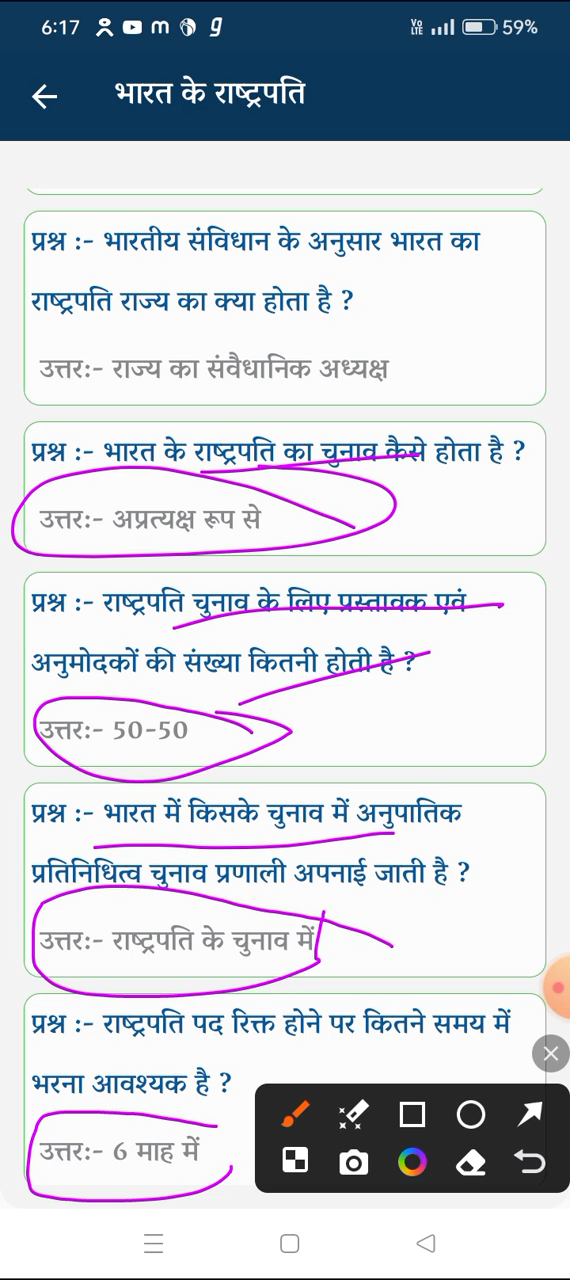 6:17 m g Vo LTE 59%
भारत के राष्ट्रपति
प्रश्न :- भारतीय संविधान के अनुसार भारत का
राष्ट्रपति राज्य का क्या होता है ?
उत्तर:- राज्य का संवैधानिक अध्यक्ष
प्रश्न :- भारत के राष्ट्रपति का चुनाव कैसे होता है ?
उत्तर:- अप्रत्यक्ष रूप से
प्रश्न :- राष्ट्रपति चुनाव के लिए प्रस्तावक एवं
अनुमोदकों की संख्या कितनी होती है ?
उत्तर:- 50-50
प्रश्न :- भारत में किसके चुनाव में अनुपातिक
प्रतिनिधित्व चुनाव प्रणाली अपनाई जाती है ?
उत्तर:- राष्ट्रपति के चुनाव में
प्रश्न :- राष्ट्रपति पद रिक्त होने पर कितने समय में
भरना आवश्यक है ?
उत्तर:- 6 माह में